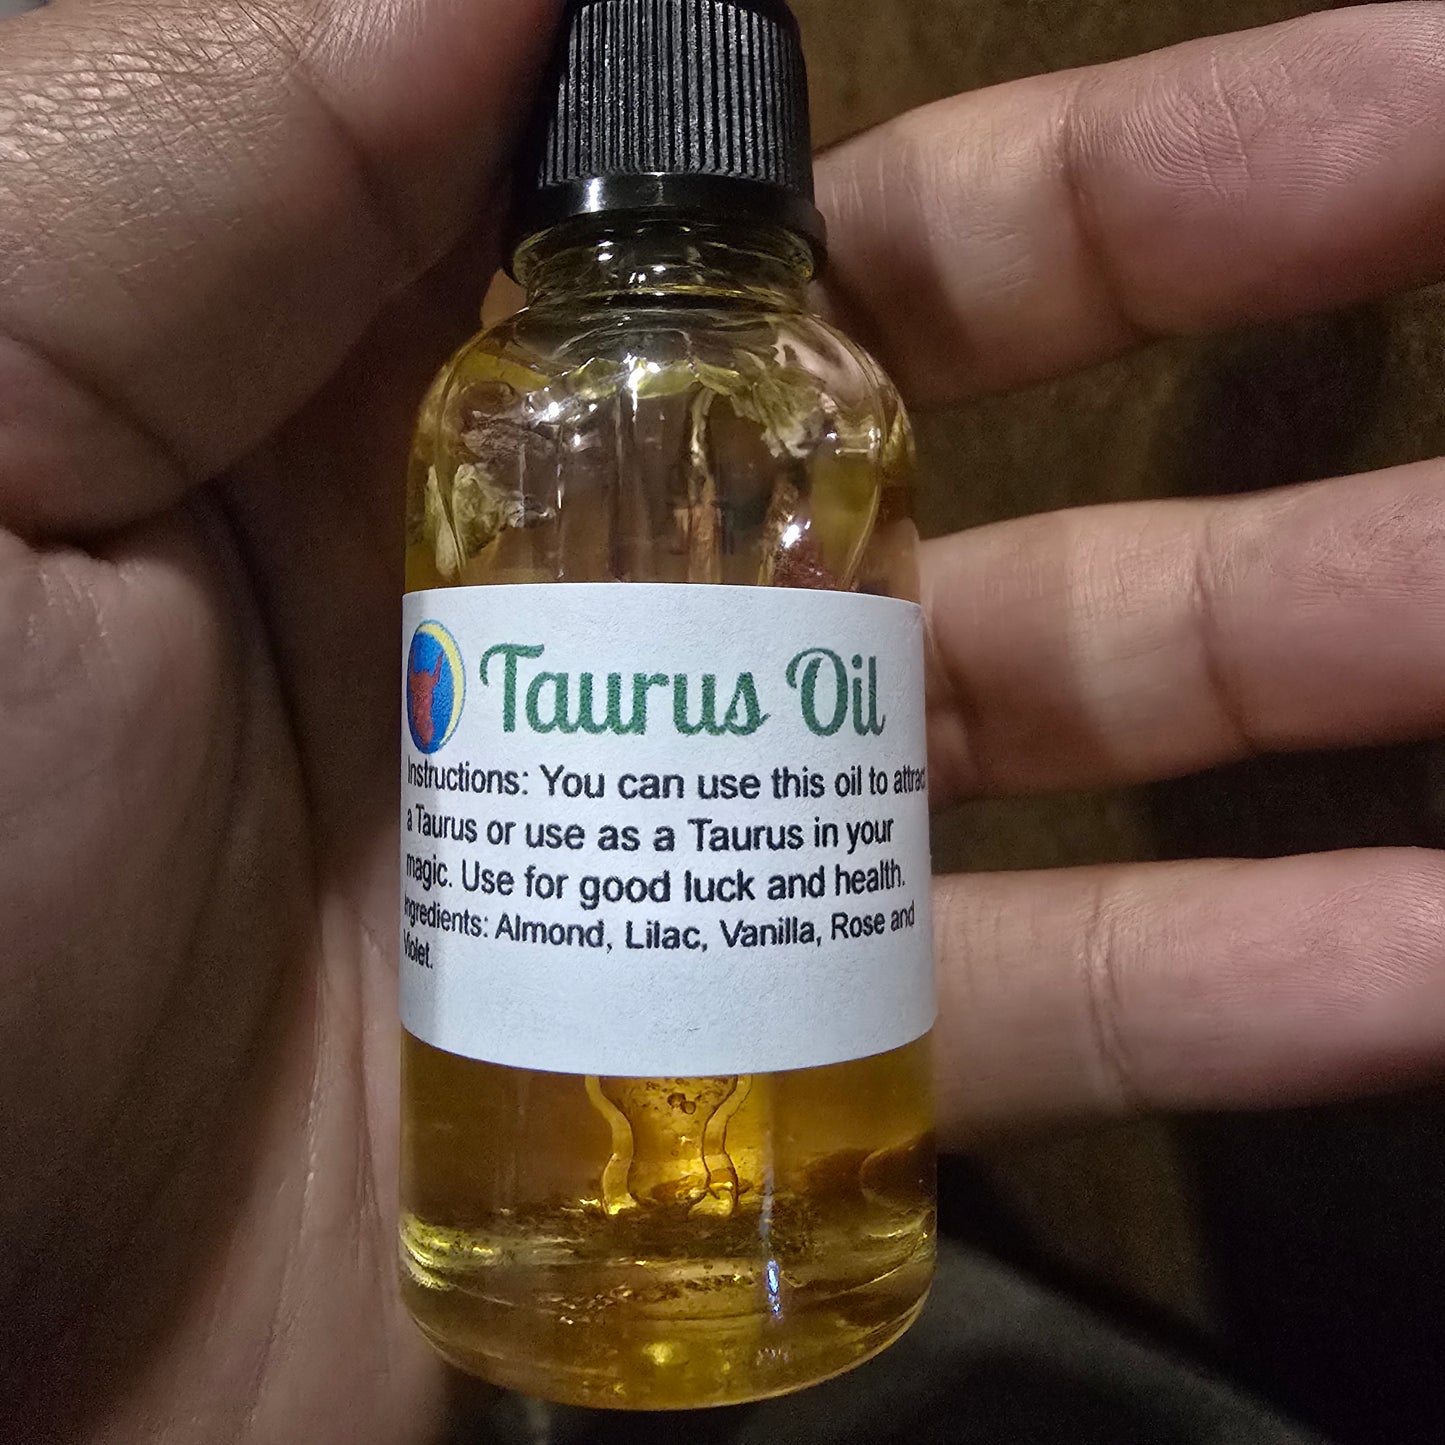 Taurus Oil
Instructions: You can use this oil to attract
a Taurus or use as a Taurus in your
magic. Use for good luck and health.
Ingredients: Almond, Lilac, Vanilla, Rose and
Violet.